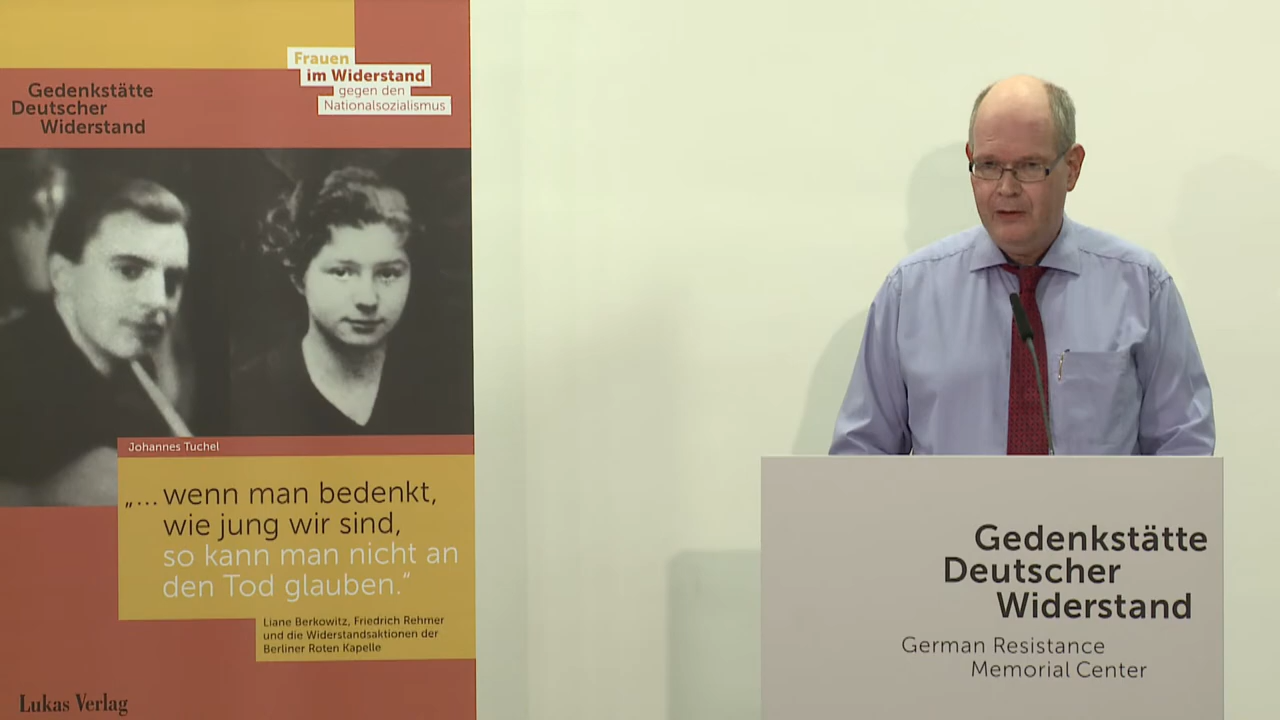 Frauen
im Widerstand
gegen den
Nationalsozialismus
Gedenkstätte
Deutscher
Widerstand
Johannes Tuchel
„... wenn man bedenkt,
wie jung wir sind,
so kann man nicht an
den Tod glauben.“
Liane Berkowitz, Friedrich Rehmer
und die Widerstandsaktionen der
Berliner Roten Kapelle
Lukas Verlag
Gedenkstätte
Deutscher
Widerstand
German Resistance
Memorial Center